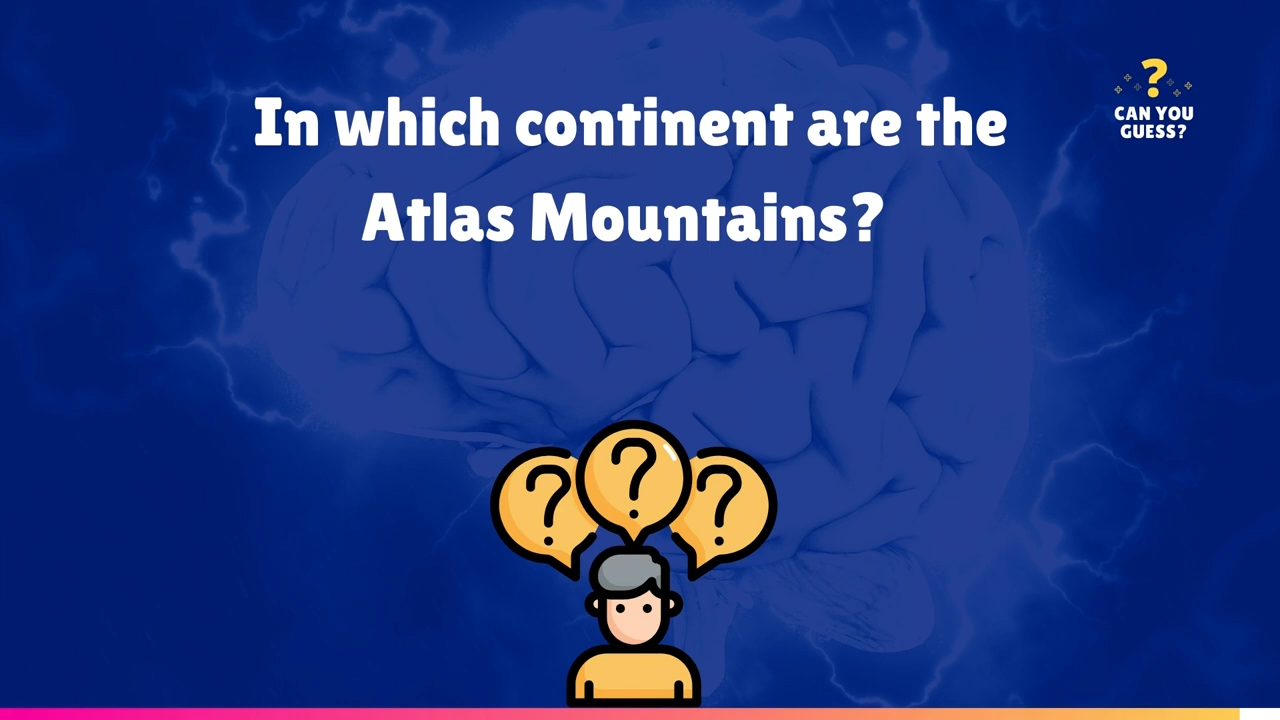 In which continent are the
Atlas Mountains?
?
CAN YOU
GUESS?
? ? ?